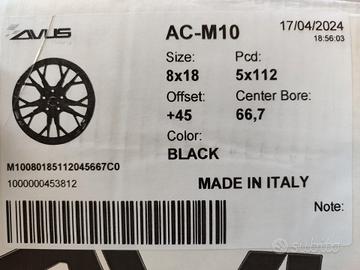 AVUS
AC-M10
17/04/2024
18:56:03
Size: Pcd:
8x18 5x112
Offset: Center Bore:
+45 66,7
Color:
BLACK
M10080185112045667C0
1000000453812
MADE IN ITALY
Note:
subito